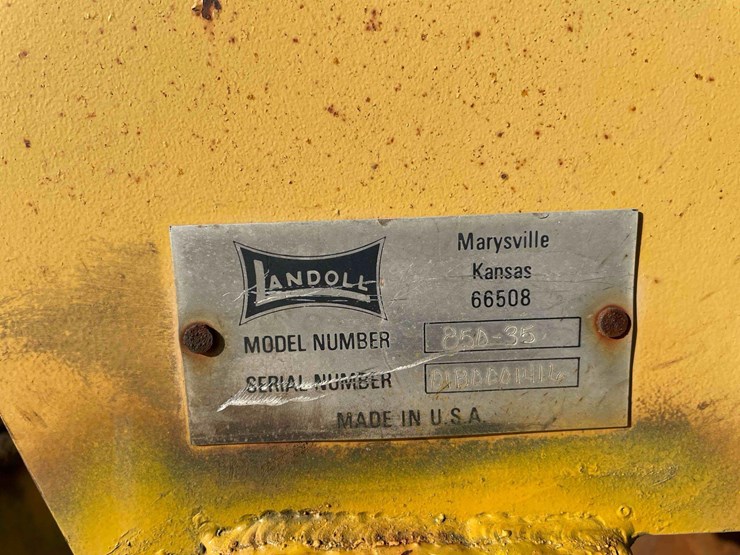 LANDOLL
Marysville
Kansas
66508
MODEL NUMBER 850-35
SERIAL NUMBER
MADE IN U.S.A.